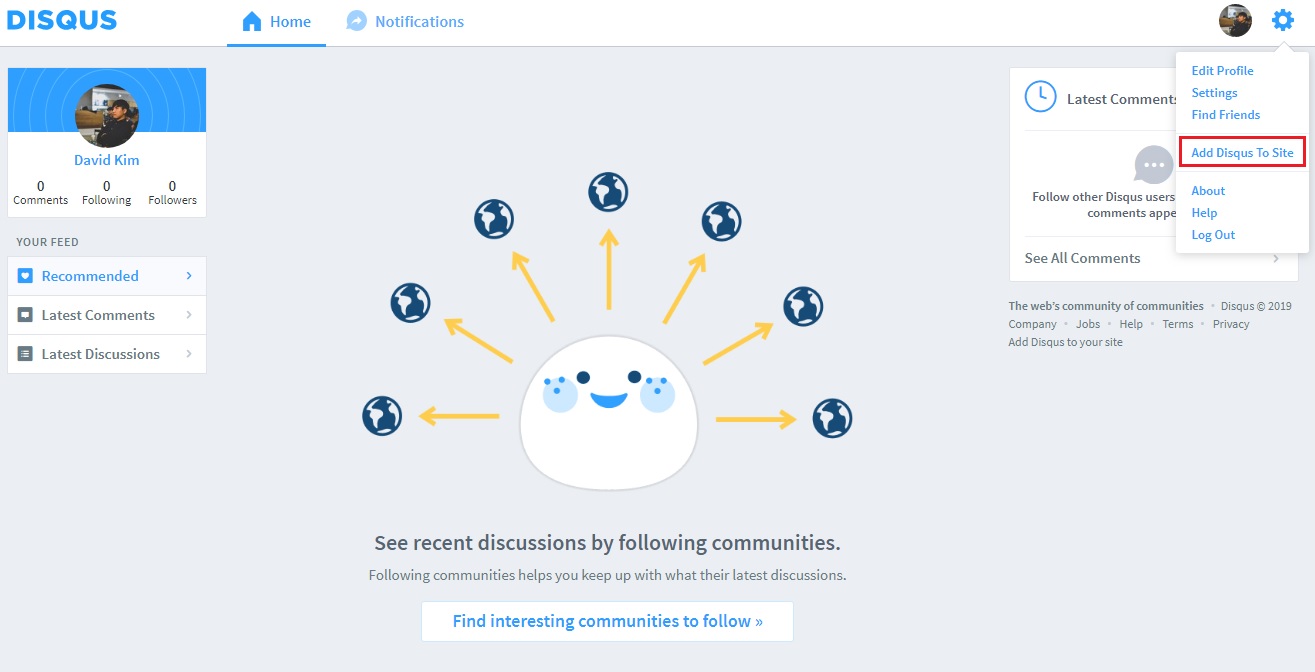 DISQUS
Home
Notifications
David Kim
0 0 0
Comments Following Followers
YOUR FEED
Recommended
Latest Comments
Latest Discussions
See recent discussions by following communities.
Following communities helps you keep up with what their latest discussions.
Find interesting communities to follow »
Edit Profile
Settings
Find Friends
Add Disqus To Site
About
Help
Log Out
Latest Comments
Follow other Disqus users
comments appe
See All Comments
The web's community of communities • Disqus © 2019
Company • Jobs • Help • Terms • Privacy
Add Disqus to your site